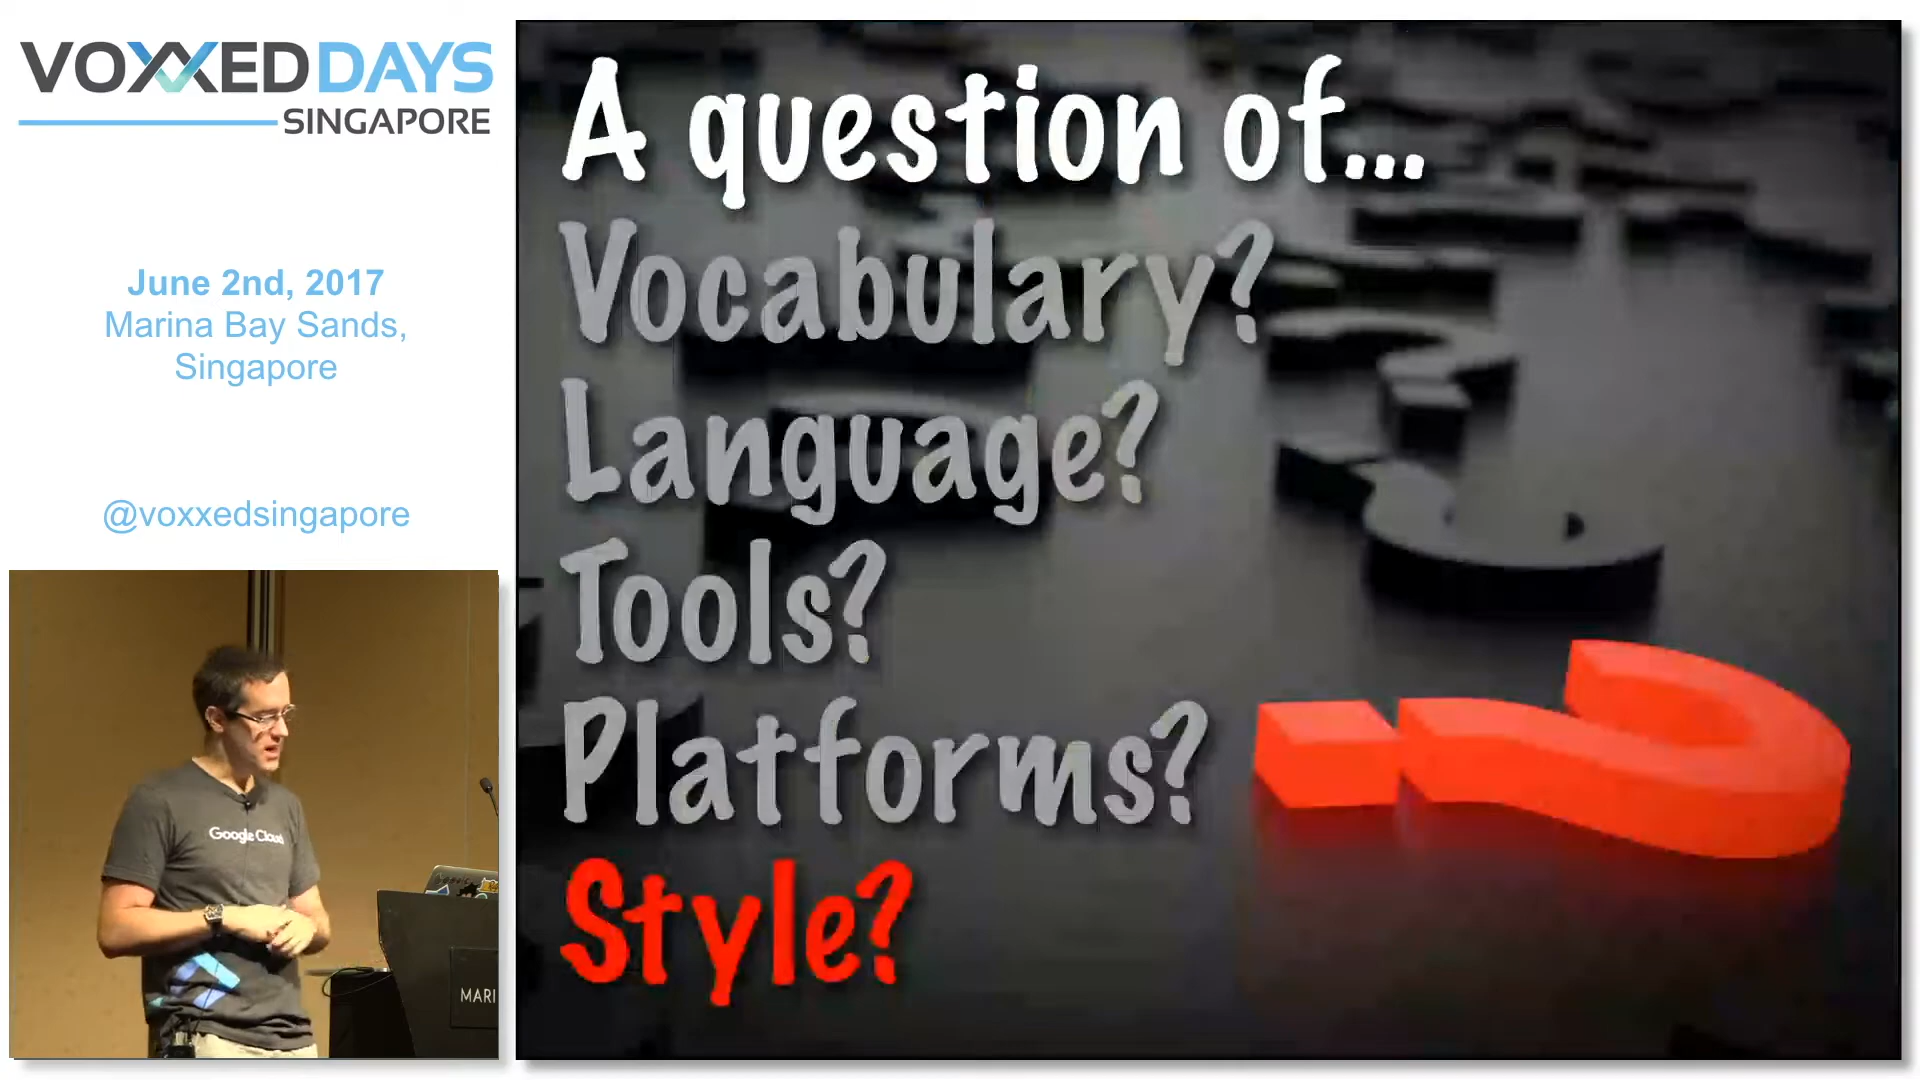 VOXXED DAYS
SINGAPORE
June 2nd, 2017
Marina Bay Sands,
Singapore
@voxxedsingapore
Google Cloud
MARI
A question of...
Vocabulary?
Language?
Tools?
Platforms?
Style?